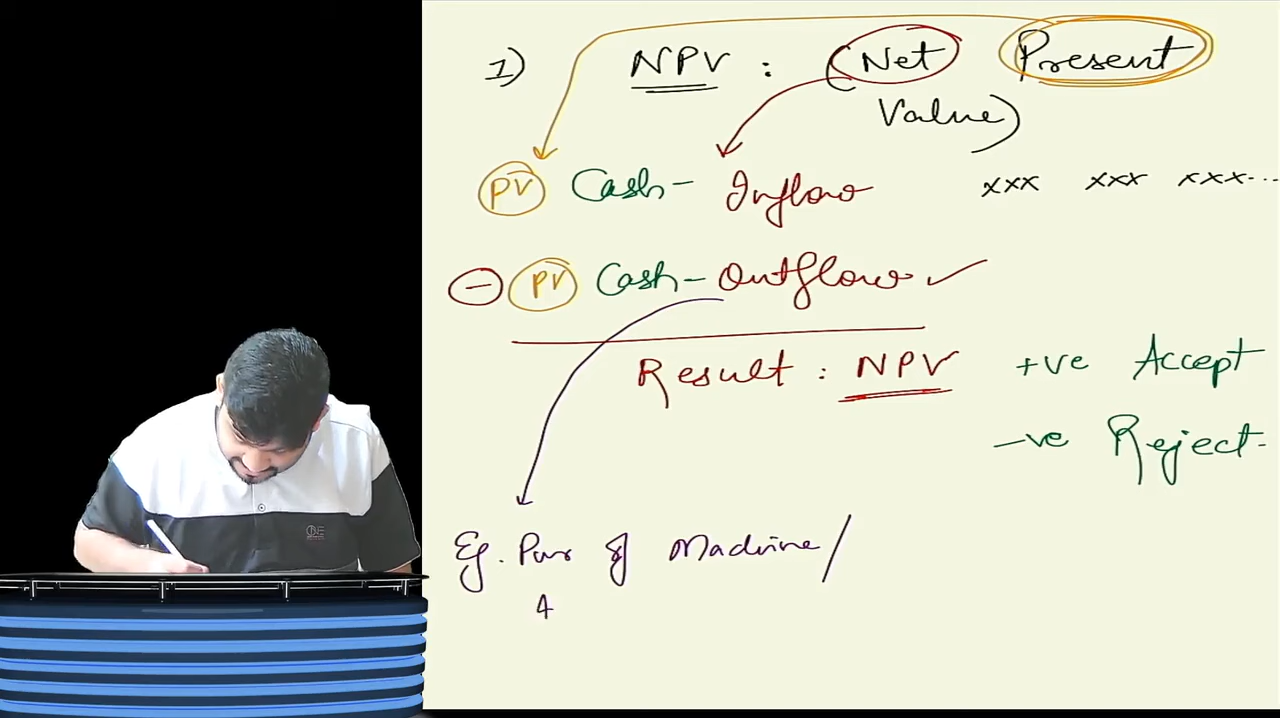 1) NPV : (Net Present
Value)
PV Cash- Inflow xxx xxx xxx...
- PV Cash-Outflow ✓
Result : NPV +ve Accept
-ve Reject-
Eg. Pur of Machine/
A